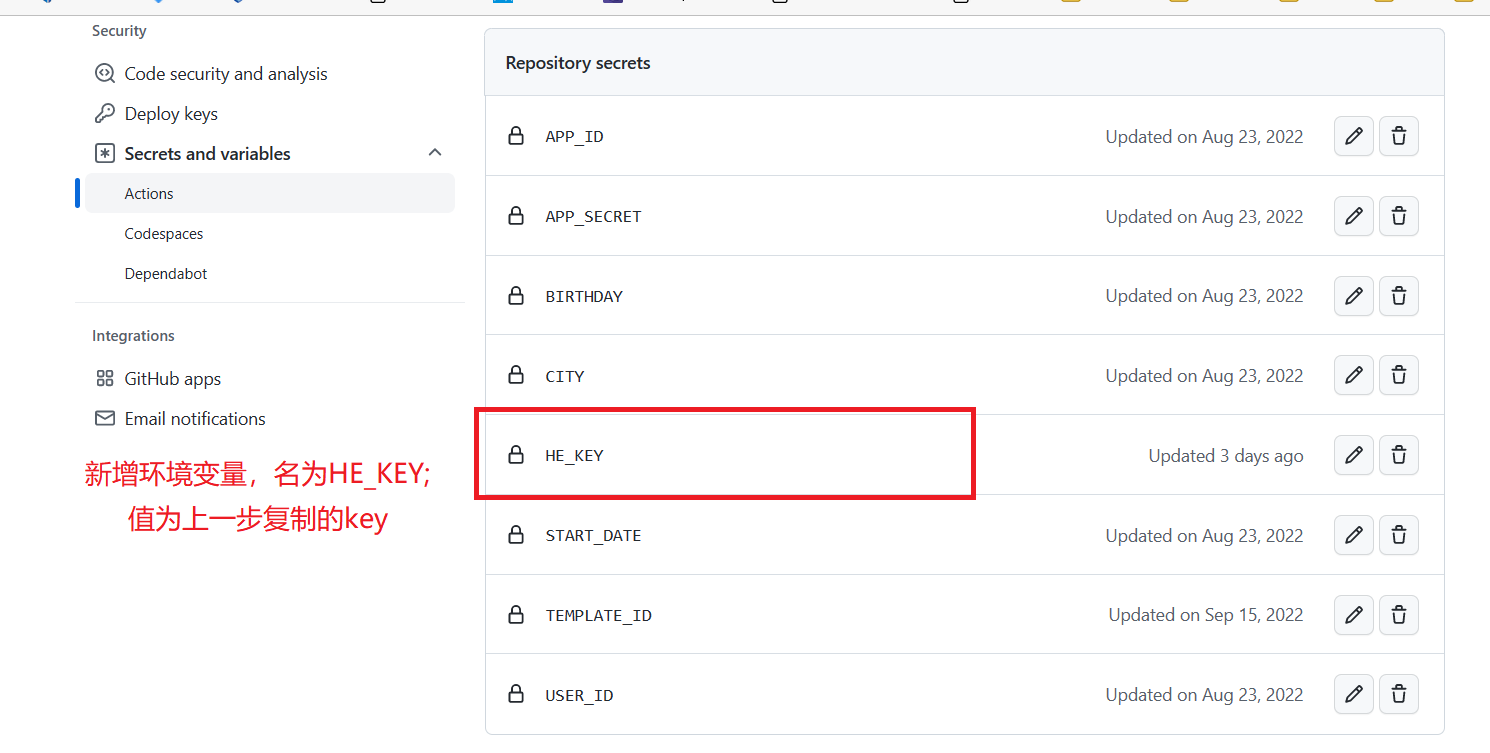 Security
Code security and analysis
Deploy keys
Secrets and variables
Actions
Codespaces
Dependabot
Integrations
GitHub apps
Email notifications
新增环境变量，名为HE_KEY;
值为上一步复制的key
Repository secrets
APP_ID Updated on Aug 23, 2022
APP_SECRET Updated on Aug 23, 2022
BIRTHDAY Updated on Aug 23, 2022
CITY Updated on Aug 23, 2022
HE_KEY Updated 3 days ago
START_DATE Updated on Aug 23, 2022
TEMPLATE_ID Updated on Sep 15, 2022
USER_ID Updated on Aug 23, 2022